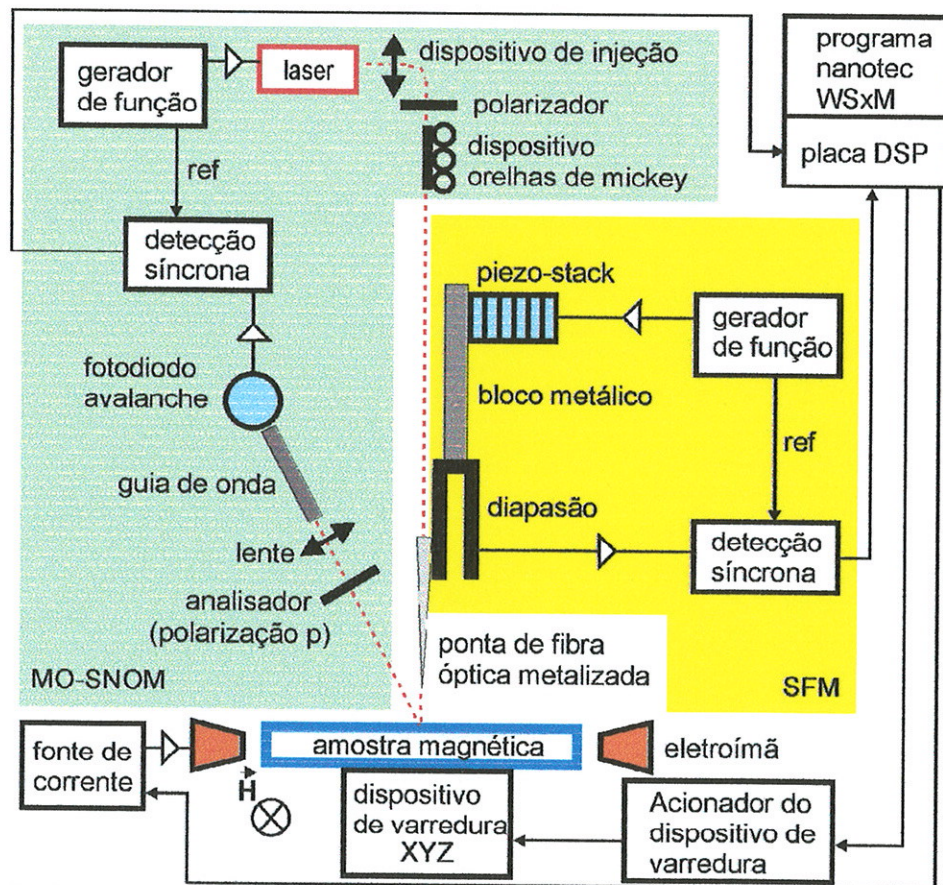 gerador
de função
laser
dispositivo de injeção
polarizador
dispositivo
orelhas de mickey
programa
nanotec
WSxM
placa DSP
ref
detecção
síncrona
fotodiodo
avalanche
guia de onda
lente
analisador
(polarização p)
MO-SNOM
piezo-stack
gerador
de função
bloco metálico
ref
diapasão
detecção
síncrona
ponta de fibra
óptica metalizada
SFM
fonte de
corrente
amostra magnética
eletroímã
H
dispositivo
de varredura
XYZ
Acionador do
dispositivo de
varredura